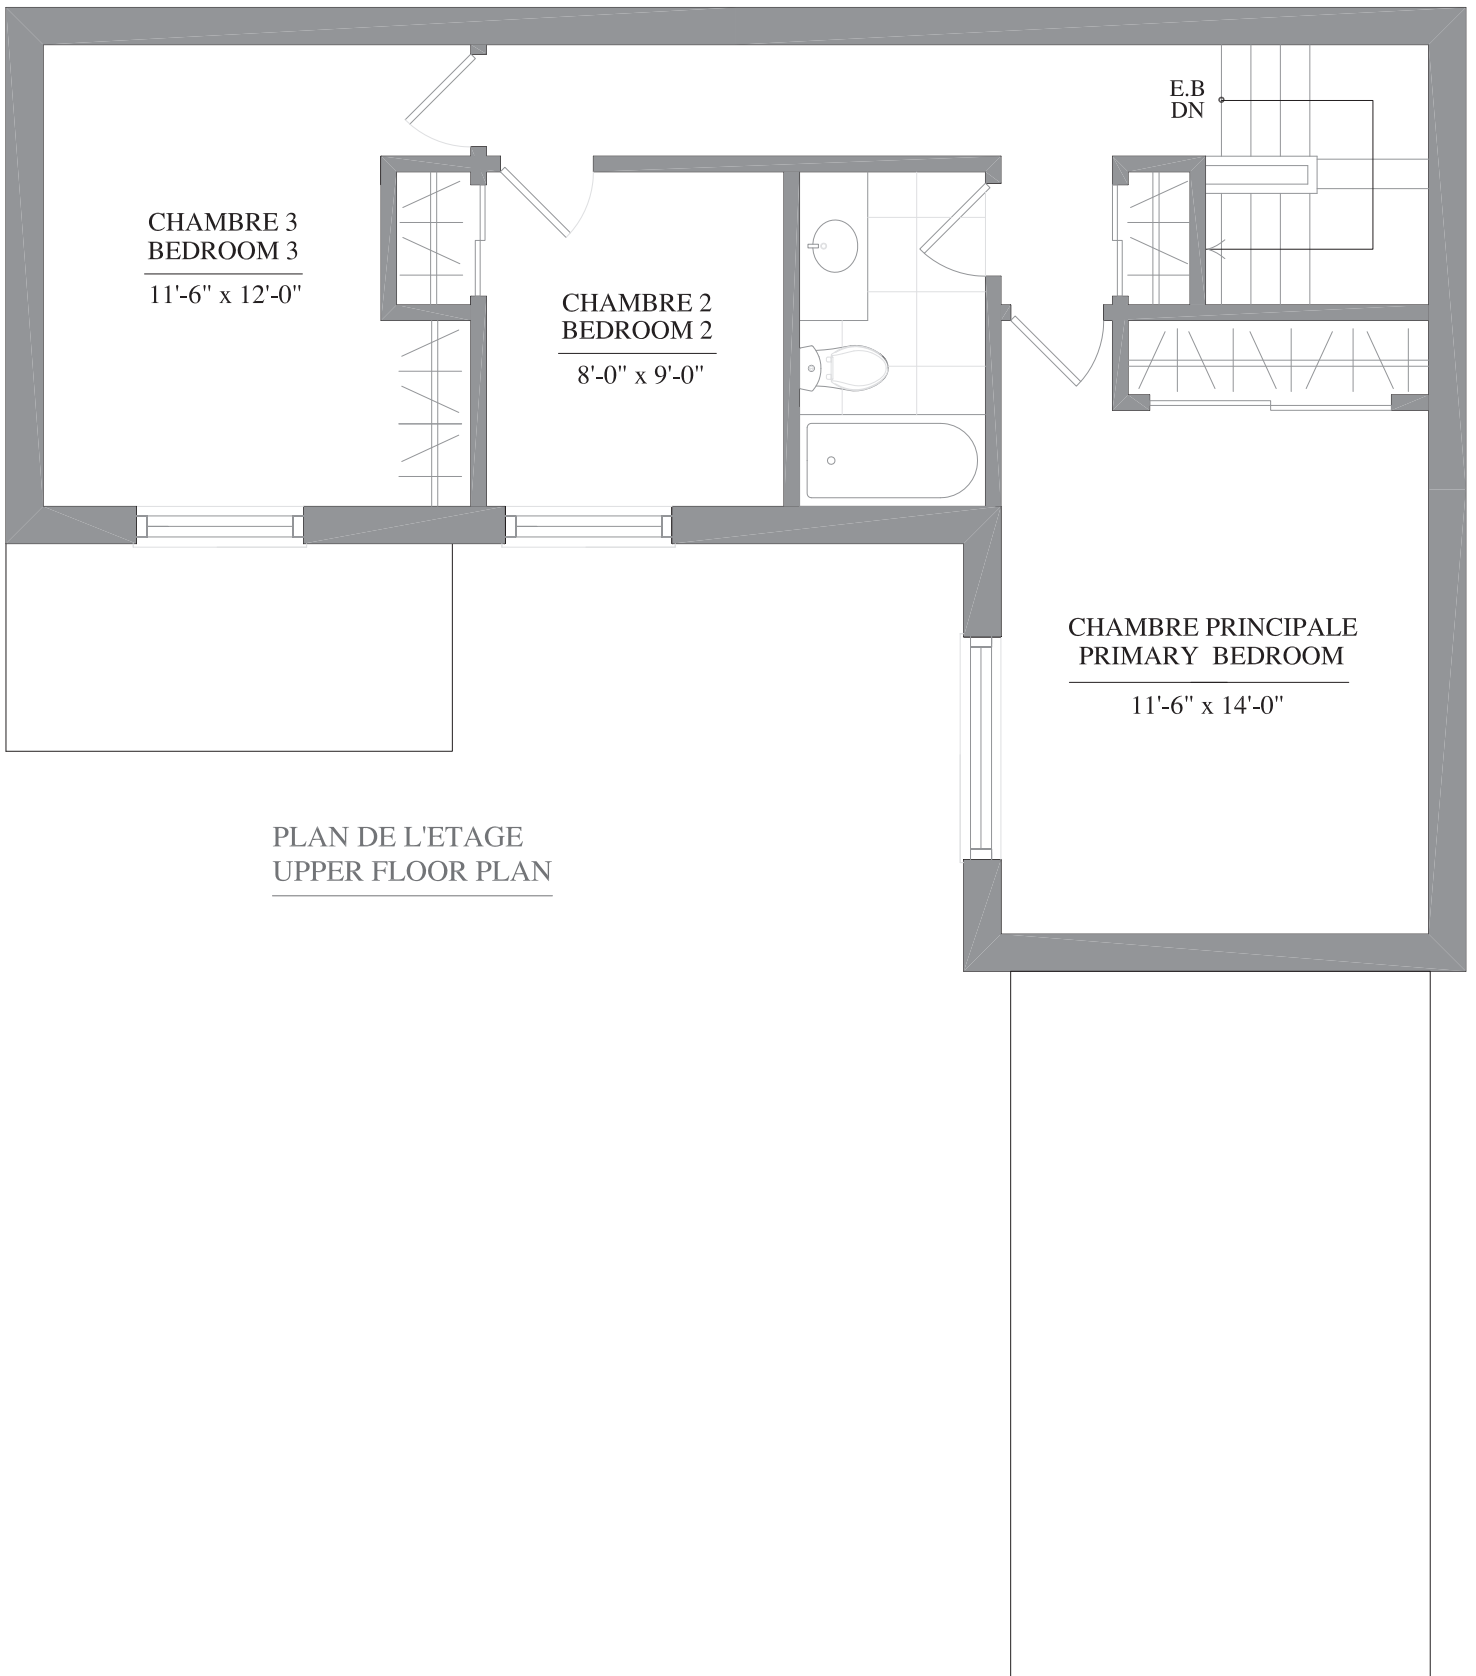 E.B
DN
CHAMBRE 3
BEDROOM 3
11'-6" x 12'-0"
CHAMBRE 2
BEDROOM 2
8'-0" x 9'-0"
CHAMBRE PRINCIPALE
PRIMARY BEDROOM
11'-6" x 14'-0"
PLAN DE L'ETAGE
UPPER FLOOR PLAN